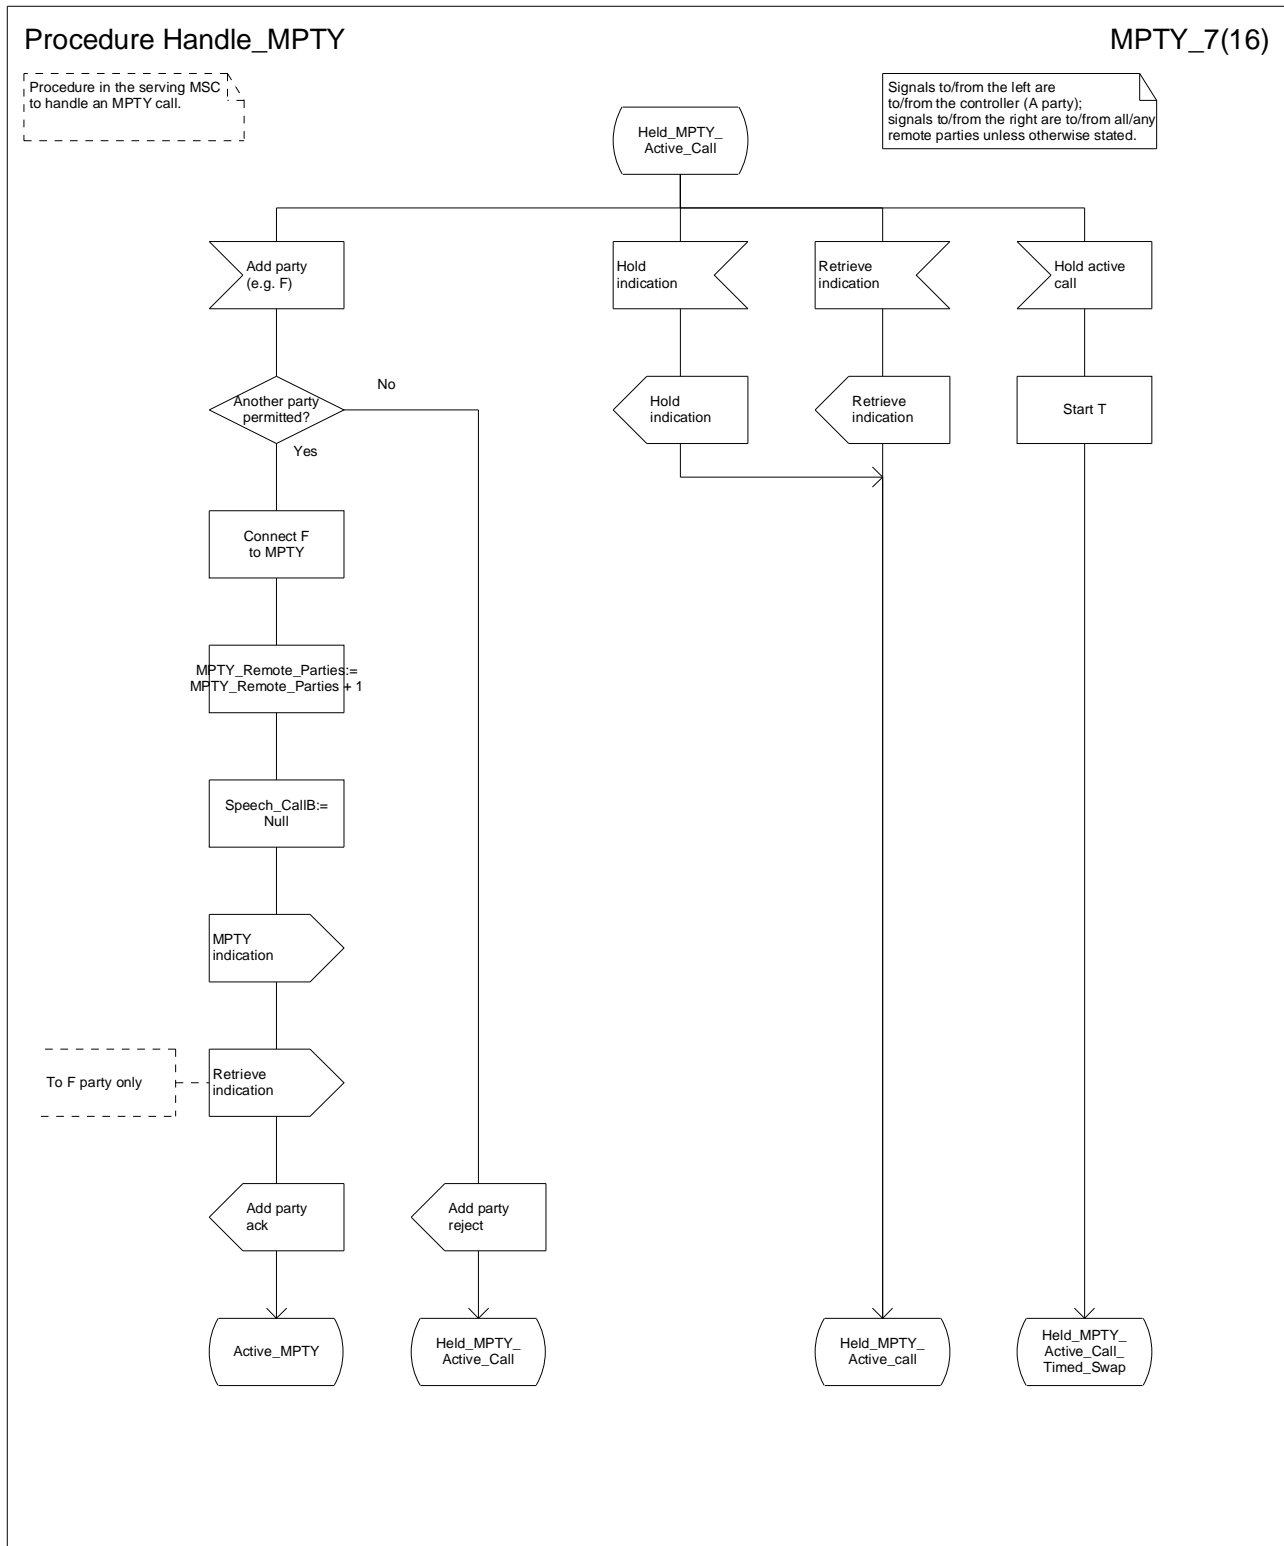 Procedure Handle_MPTY
MPTY_7(16)
Procedure in the serving MSC
to handle an MPTY call.
Signals to/from the left are
to/from the controller (A party);
signals to/from the right are to/from all/any
remote parties unless otherwise stated.
Held_MPTY_
Active_Call
Add party
(e.g. F)
Hold
indication
Retrieve
indication
Hold active
call
Another party
permitted?
No
Yes
Hold
indication
Retrieve
indication
Start T
Connect F
to MPTY
MPTY_Remote_Parties:=
MPTY_Remote_Parties + 1
Speech_CallB:=
Null
MPTY
indication
To F party only
Retrieve
indication
Add party
ack
Add party
reject
Active_MPTY
Held_MPTY_
Active_Call
Held_MPTY_
Active_call
Held_MPTY_
Active_Call_
Timed_Swap